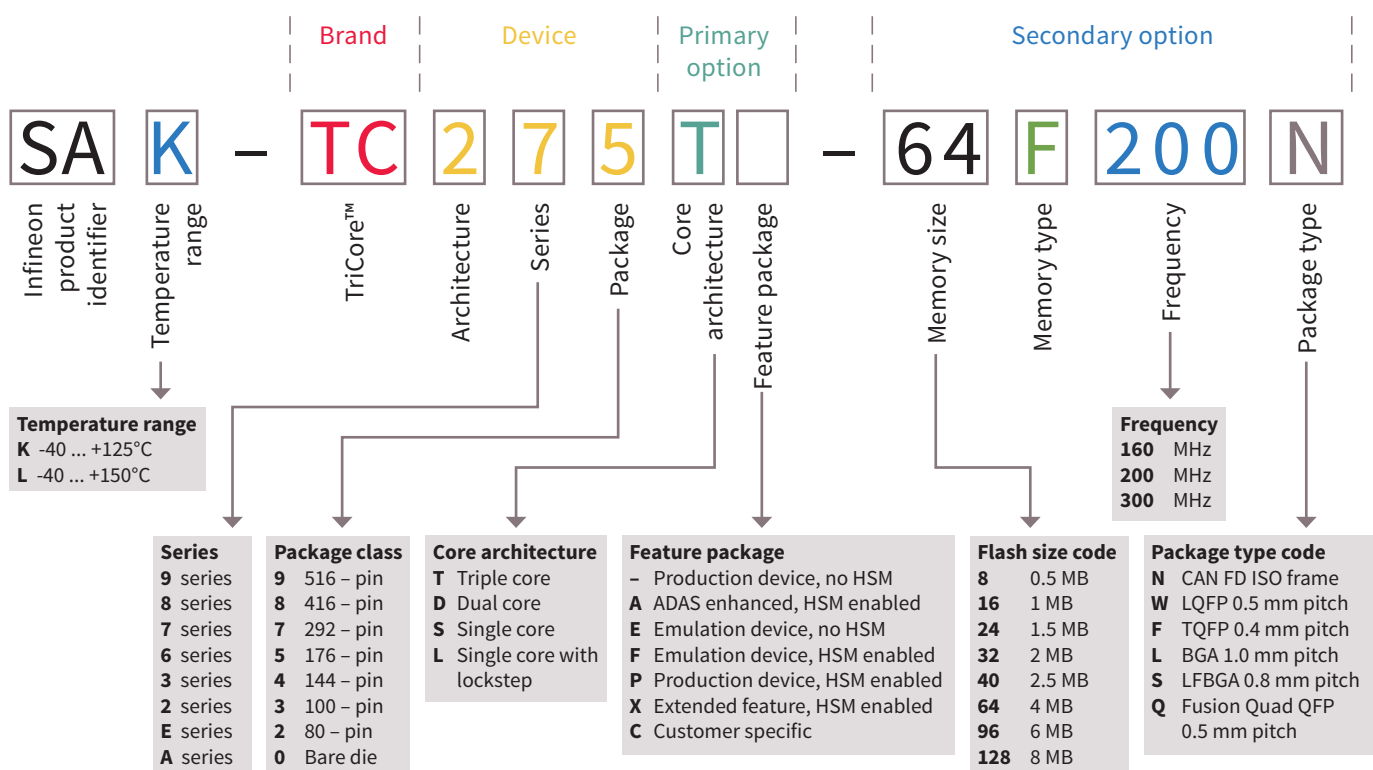 Brand
Device
Primary
option
Secondary option
SA K – TC 2 7 5 T – 64 F 200 N
Infineon
product
identifier
Temperature
range
TriCore™
Architecture
Series
Package
Core
architecture
Feature package
Memory size
Memory type
Frequency
Package type
Temperature range
K -40 ... +125°C
L -40 ... +150°C
Frequency
160 MHz
200 MHz
300 MHz
Series
9 series
8 series
7 series
6 series
3 series
2 series
E series
A series
Package class
9 516 – pin
8 416 – pin
7 292 – pin
5 176 – pin
4 144 – pin
3 100 – pin
2 80 – pin
0 Bare die
Core architecture
T Triple core
D Dual core
S Single core
L Single core with
lockstep
Feature package
– Production device, no HSM
A ADAS enhanced, HSM enabled
E Emulation device, no HSM
F Emulation device, HSM enabled
P Production device, HSM enabled
X Extended feature, HSM enabled
C Customer specific
Flash size code
8 0.5 MB
16 1 MB
24 1.5 MB
32 2 MB
40 2.5 MB
64 4 MB
96 6 MB
128 8 MB
Package type code
N CAN FD ISO frame
W LQFP 0.5 mm pitch
F TQFP 0.4 mm pitch
L BGA 1.0 mm pitch
S LFBGA 0.8 mm pitch
Q Fusion Quad QFP
0.5 mm pitch